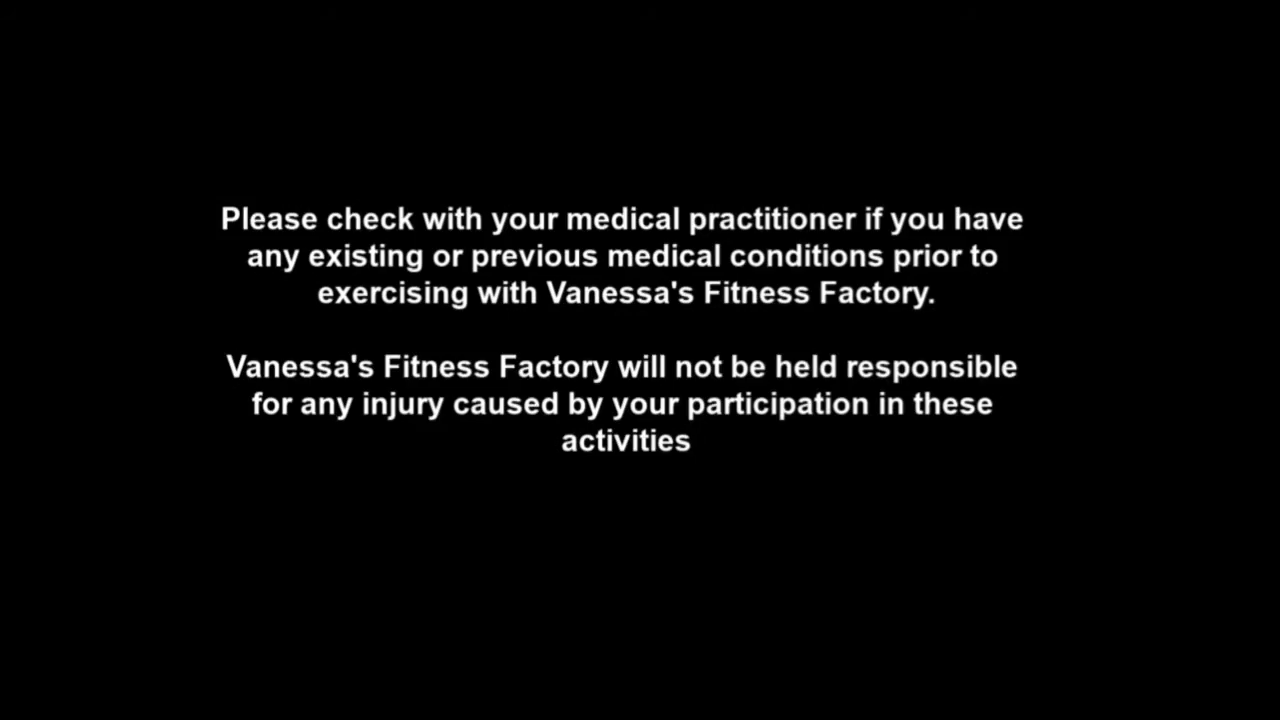 Please check with your medical practitioner if you have
any existing or previous medical conditions prior to
exercising with Vanessa's Fitness Factory.
Vanessa's Fitness Factory will not be held responsible
for any injury caused by your participation in these
activities